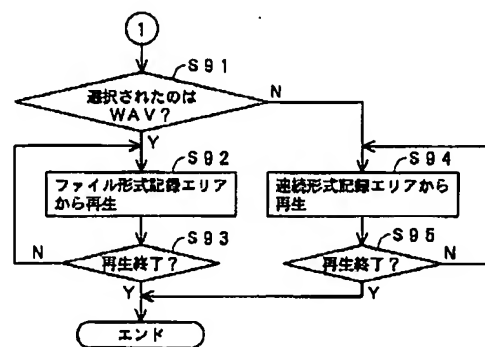 1
S91
選択されたのは
WAV?
N
Y
S92
S94
ファイル形式記録エリア
から再生
連続形式記録エリアから
再生
S93
S95
N
再生終了?
再生終了?
N
Y
Y
エンド